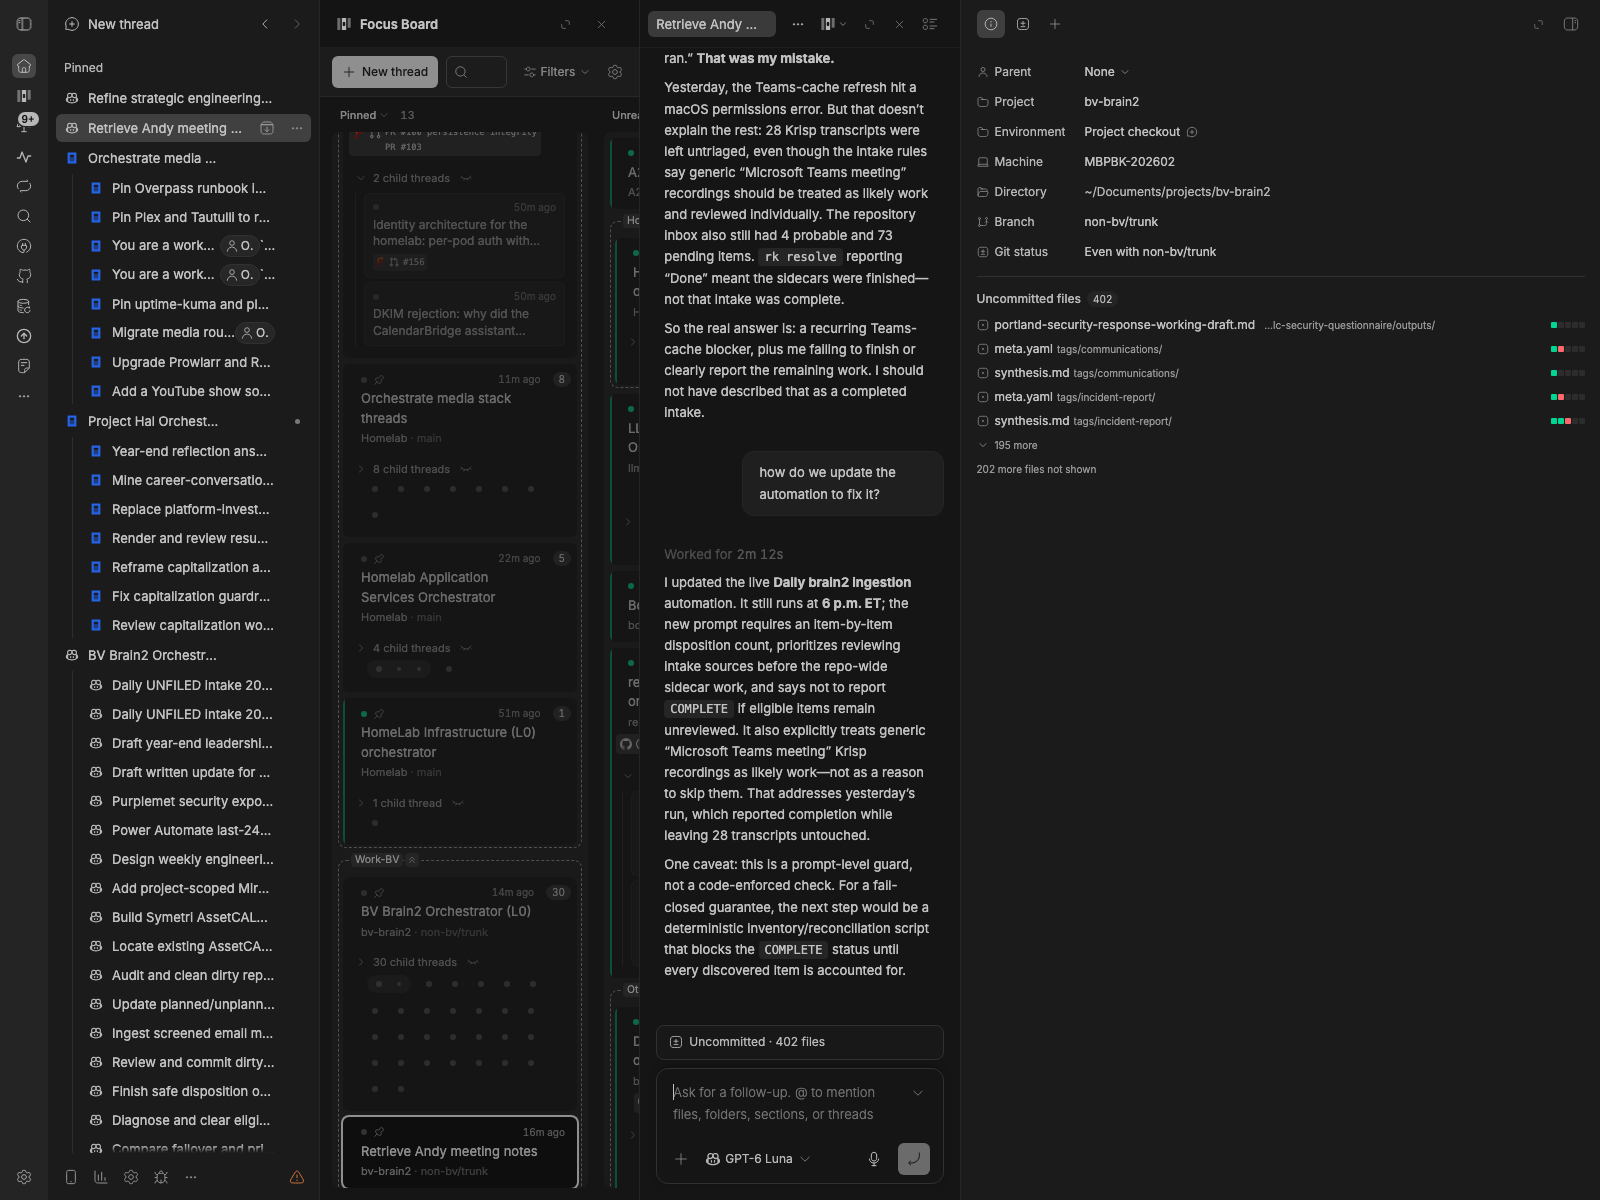 New thread
Pinned
Refine strategic engineering...
Retrieve Andy meeting ...
Orchestrate media ...
Pin Overpass runbook i...
Pin Plex and Tautulli to r...
You are a work... O.
You are a work... O.
Pin uptime-kuma and pl...
Migrate media rou... O.
Upgrade Prowlarr and R...
Add a YouTube show so...
Project Hal Orchest...
Year-end reflection ans...
Mine career-conversatio...
Replace platform-invest...
Render and review resu...
Reframe capitalization a...
Fix capitalization guardr...
Review capitalization wo...
BV Brain2 Orchestr...
Daily UNFILED intake 20...
Daily UNFILED intake 20...
Draft year-end leadershi...
Draft written update for ...
Purplemet security expo...
Power Automate last-24...
Design weekly engineeri...
Add project-scoped Mir...
Build Symetri AssetCAL...
Locate existing AssetCA...
Audit and clean dirty rep...
Update planned/unplann...
Ingest screened email m...
Review and commit dirty...
Finish safe disposition o...
Diagnose and clear eligi...
Compare failover and pri...
9+
Focus Board
New thread
Filters
Pinned 13
Unrea
PR #100 persistence integrity
PR #103
2 child threads
50m ago
Identity architecture for the
homelab: per-pod auth with...
#156
50m ago
DKIM rejection: why did the
CalendarBridge assistant...
11m ago 8
Orchestrate media stack
threads
Homelab · main
8 child threads
22m ago 5
Homelab Application
Services Orchestrator
Homelab · main
4 child threads
51m ago 1
HomeLab Infrastructure (L0)
orchestrator
Homelab · main
1 child thread
Work-BV
14m ago 30
BV Brain2 Orchestrator (L0)
bv-brain2 · non-bv/trunk
30 child threads
16m ago
Retrieve Andy meeting notes
bv-brain2 · non-bv/trunk
Retrieve Andy ...
ran.” That was my mistake.
Yesterday, the Teams-cache refresh hit a
macOS permissions error. But that doesn’t
explain the rest: 28 Krisp transcripts were
left untriaged, even though the intake rules
say generic “Microsoft Teams meeting”
recordings should be treated as likely work
and reviewed individually. The repository
inbox also still had 4 probable and 73
pending items. rk resolve reporting
“Done” meant the sidecars were finished—
not that intake was complete.
So the real answer is: a recurring Teams-
cache blocker, plus me failing to finish or
clearly report the remaining work. I should
not have described that as a completed
intake.
how do we update the
automation to fix it?
Worked for 2m 12s
I updated the live Daily brain2 ingestion
automation. It still runs at 6 p.m. ET; the
new prompt requires an item-by-item
disposition count, prioritizes reviewing
intake sources before the repo-wide
sidecar work, and says not to report
COMPLETE if eligible items remain
unreviewed. It also explicitly treats generic
“Microsoft Teams meeting” Krisp
recordings as likely work—not as a reason
to skip them. That addresses yesterday’s
run, which reported completion while
leaving 28 transcripts untouched.
One caveat: this is a prompt-level guard,
not a code-enforced check. For a fail-
closed guarantee, the next step would be a
deterministic inventory/reconciliation script
that blocks the COMPLETE status until
every discovered item is accounted for.
Uncommitted · 402 files
Ask for a follow-up. @ to mention
files, folders, sections, or threads
GPT-6 Luna
Parent None
Project bv-brain2
Environment Project checkout
Machine MBPBK-202602
Directory ~/Documents/projects/bv-brain2
Branch non-bv/trunk
Git status Even with non-bv/trunk
Uncommitted files 402
portland-security-response-working-draft.md ...lc-security-questionnaire/outputs/
meta.yaml tags/communications/
synthesis.md tags/communications/
meta.yaml tags/incident-report/
synthesis.md tags/incident-report/
195 more
202 more files not shown